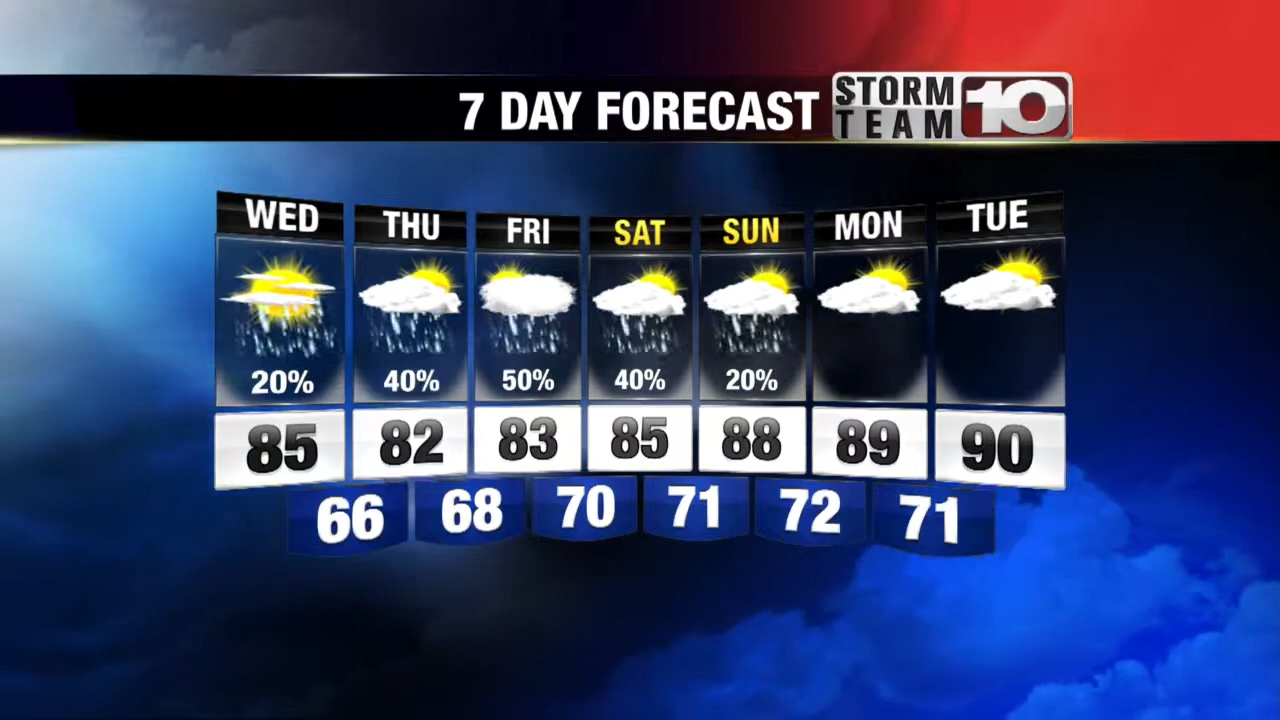 7 DAY FORECAST
STORM TEAM 10
WED THU FRI SAT SUN MON TUE
20% 40% 50% 40% 20%
85 82 83 85 88 89 90
66 68 70 71 72 71